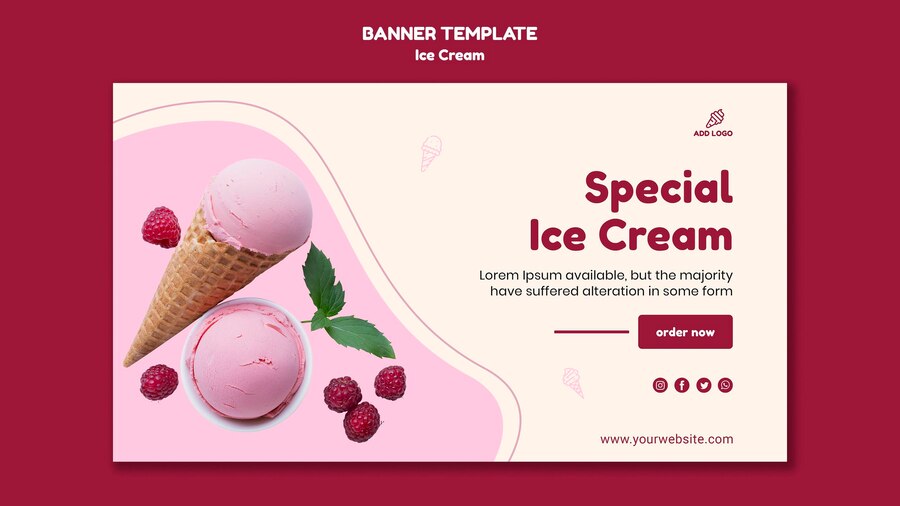 BANNER TEMPLATE
Ice Cream
ADD LOGO
Special
Ice Cream
Lorem Ipsum available, but the majority
have suffered alteration in some form
order now
www.yourwebsite.com